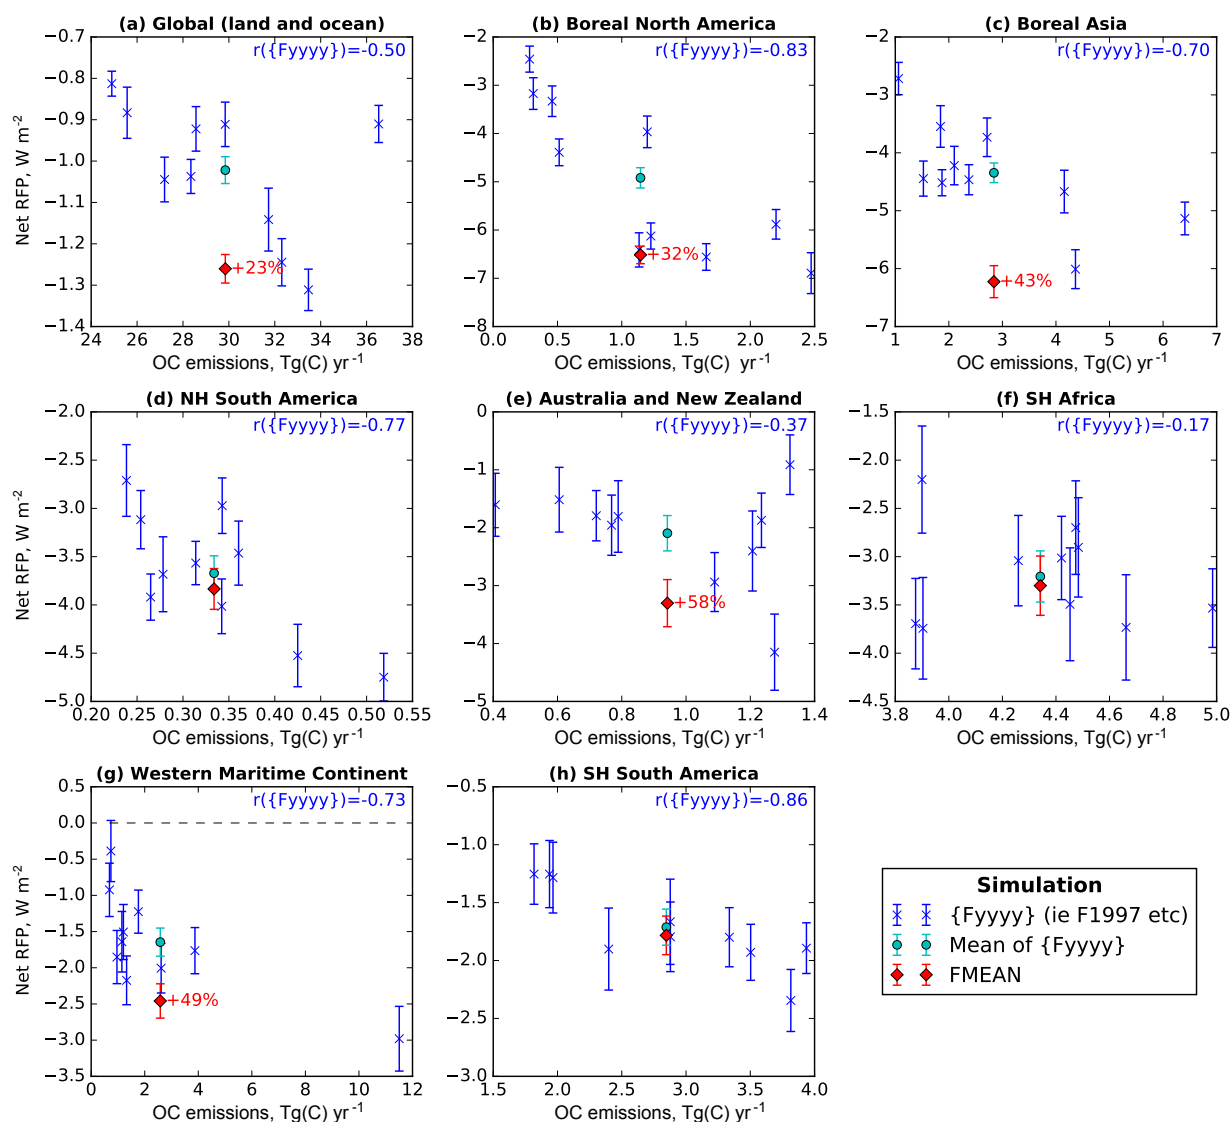 (a) Global (land and ocean)
r({Fyyyy})=-0.50
−0.7
−0.8
−0.9
−1.0
−1.1
−1.2
−1.3
−1.4
Net RFP, W m-2
+23%
24 26 28 30 32 34 36 38
OC emissions, Tg(C) yr-1
(b) Boreal North America
r({Fyyyy})=-0.83
−2
−3
−4
−5
−6
−7
−8
+32%
0.0 0.5 1.0 1.5 2.0 2.5
OC emissions, Tg(C) yr-1
(c) Boreal Asia
r({Fyyyy})=-0.70
−2
−3
−4
−5
−6
−7
+43%
1 2 3 4 5 6 7
OC emissions, Tg(C) yr-1
(d) NH South America
r({Fyyyy})=-0.77
−2.0
−2.5
−3.0
−3.5
−4.0
−4.5
−5.0
Net RFP, W m-2
0.20 0.25 0.30 0.35 0.40 0.45 0.50 0.55
OC emissions, Tg(C) yr-1
(e) Australia and New Zealand
r({Fyyyy})=-0.37
0
−1
−2
−3
−4
−5
+58%
0.4 0.6 0.8 1.0 1.2 1.4
OC emissions, Tg(C) yr-1
(f) SH Africa
r({Fyyyy})=-0.17
−1.5
−2.0
−2.5
−3.0
−3.5
−4.0
−4.5
3.8 4.0 4.2 4.4 4.6 4.8 5.0
OC emissions, Tg(C) yr-1
(g) Western Maritime Continent
r({Fyyyy})=-0.73
0.0
−0.5
−1.0
−1.5
−2.0
−2.5
−3.0
−3.5
Net RFP, W m-2
+49%
0 2 4 6 8 10 12
OC emissions, Tg(C) yr-1
(h) SH South America
r({Fyyyy})=-0.86
−0.5
−1.0
−1.5
−2.0
−2.5
−3.0
1.5 2.0 2.5 3.0 3.5 4.0
OC emissions, Tg(C) yr-1
Simulation
{Fyyyy} (ie F1997 etc)
Mean of {Fyyyy}
FMEAN